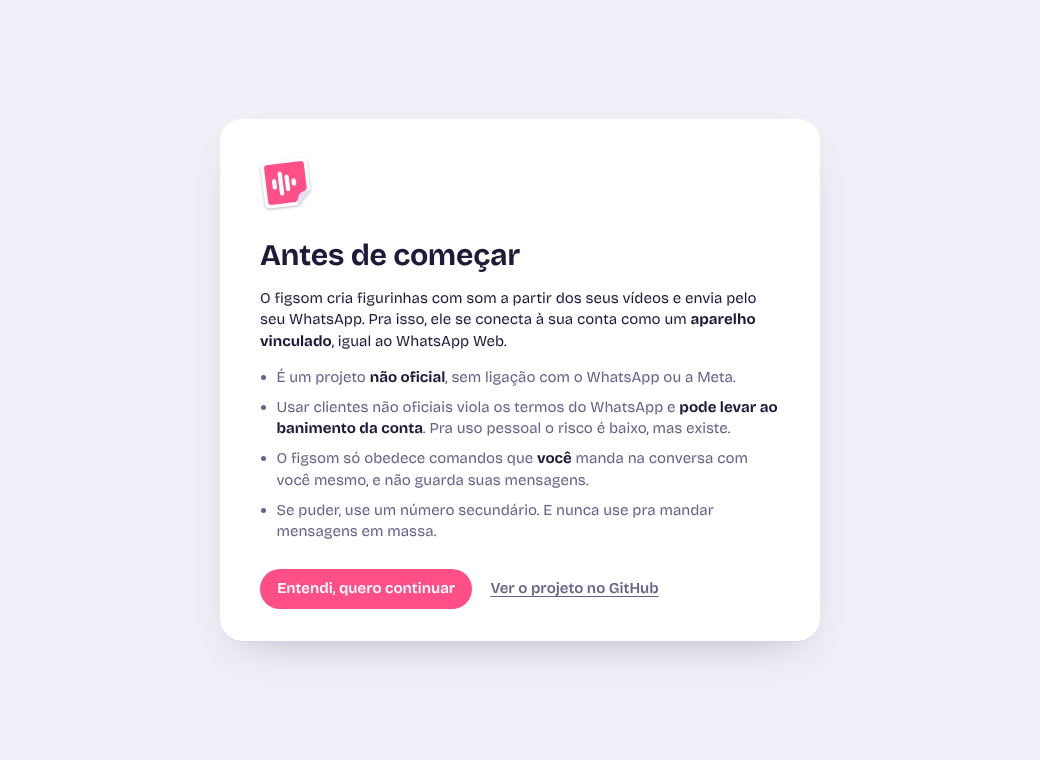 Antes de começar
O figsom cria figurinhas com som a partir dos seus vídeos e envia pelo
seu WhatsApp. Pra isso, ele se conecta à sua conta como um aparelho
vinculado, igual ao WhatsApp Web.
• É um projeto não oficial, sem ligação com o WhatsApp ou a Meta.
• Usar clientes não oficiais viola os termos do WhatsApp e pode levar ao
banimento da conta. Pra uso pessoal o risco é baixo, mas existe.
• O figsom só obedece comandos que você manda na conversa com
você mesmo, e não guarda suas mensagens.
• Se puder, use um número secundário. E nunca use pra mandar
mensagens em massa.
Entendi, quero continuar
Ver o projeto no GitHub